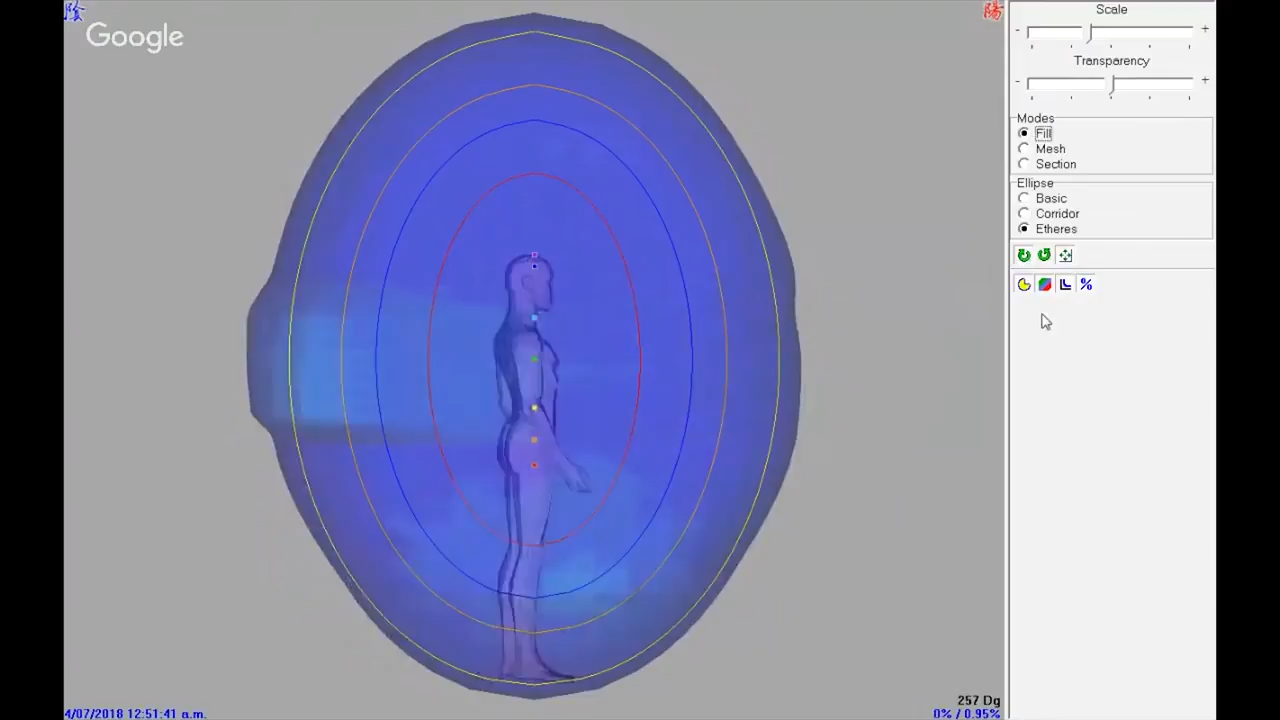 陰
陽
Google
Scale
- +
Transparency
- +
Modes
Fill
Mesh
Section
Ellipse
Basic
Corridor
Etheres
%
257 Dg
4/07/2018 12:51:41 a.m.
0% / 0.95%